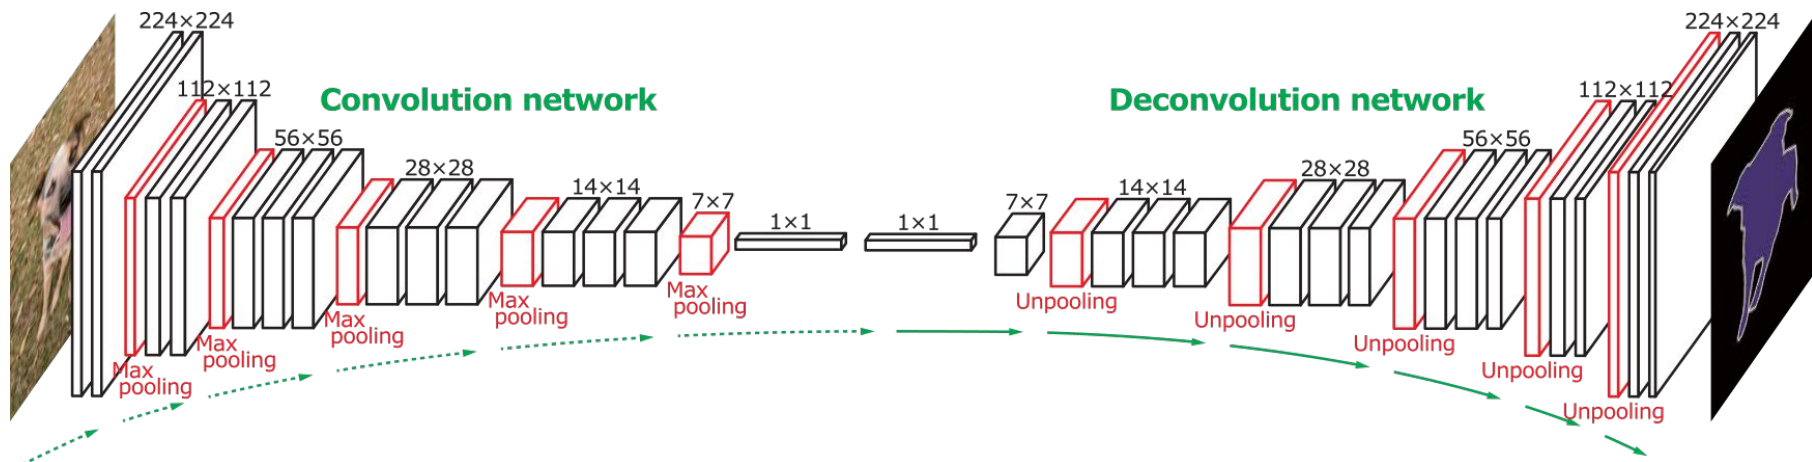 224×224
112×112
Convolution network
56×56
28×28
14×14
7×7
1×1
1×1
7×7
14×14
28×28
Deconvolution network
56×56
112×112
224×224
Max
pooling
Max
pooling
Max
pooling
Max
pooling
Max
pooling
Unpooling
Unpooling
Unpooling
Unpooling
Unpooling